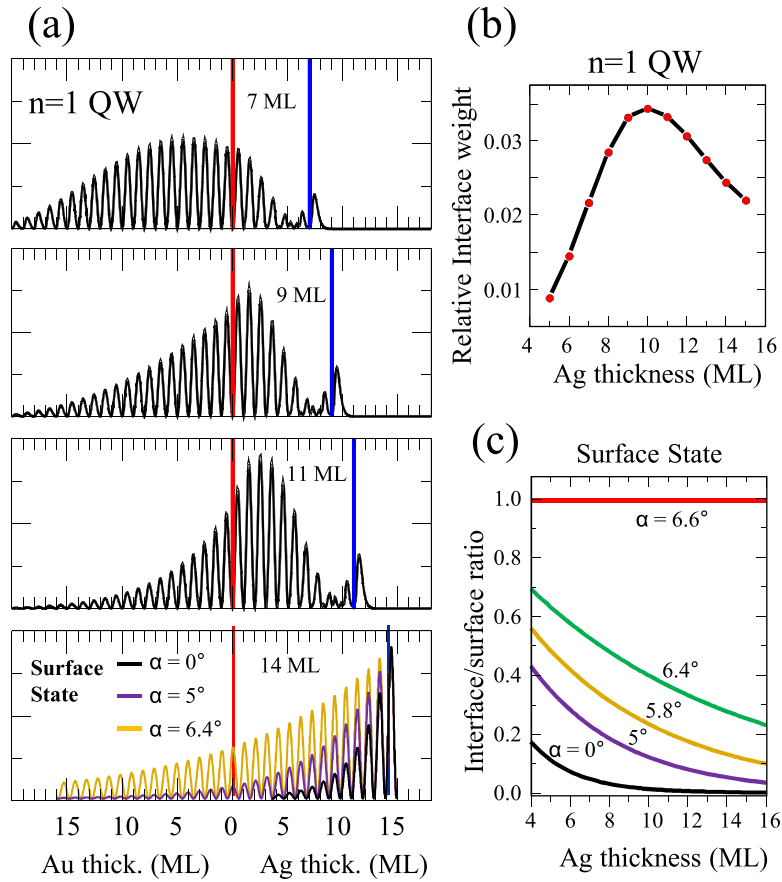 (a)
n=1 QW
7 ML
9 ML
11 ML
Surface
State
α = 0°
α = 5°
α = 6.4°
14 ML
15 10 5 0 5 10 15
Au thick. (ML) Ag thick. (ML)
(b)
n=1 QW
Relative Interface weight
0.03
0.02
0.01
4 6 8 10 12 14 16
Ag thickness (ML)
(c)
Surface State
Interface/surface ratio
1.0
0.8
0.6
0.4
0.2
0.0
α = 6.6°
6.4°
5.8°
5°
α = 0°
4 6 8 10 12 14 16
Ag thickness (ML)